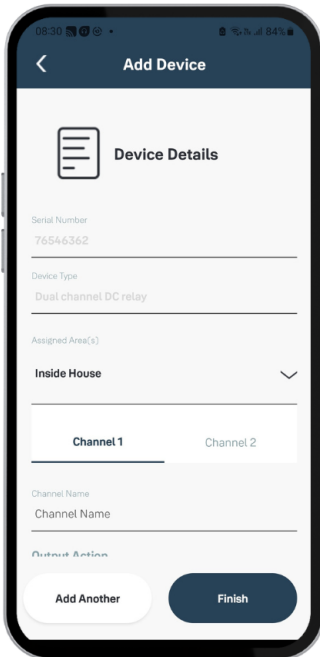 08:30 84%
Add Device
Device Details
Serial Number
76546362
Device Type
Dual channel DC relay
Assigned Area(s)
Inside House
Channel 1 Channel 2
Channel Name
Channel Name
Output Action
Add Another Finish